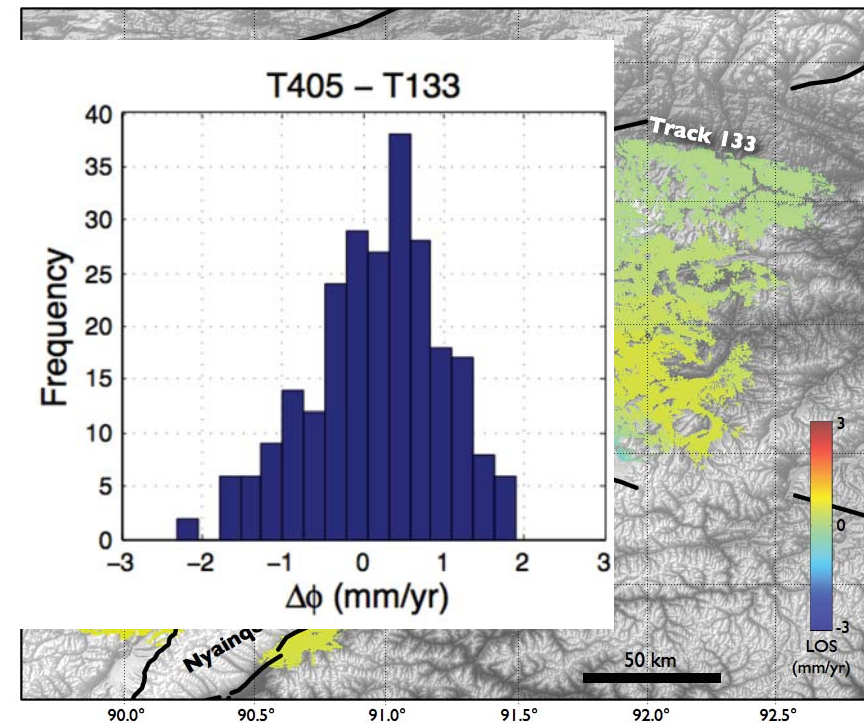 T405 – T133
40
35
30
25
20
15
10
5
0
Frequency
–3 –2 –1 0 1 2 3
Δϕ (mm/yr)
Track 133
3
0
-3
LOS
(mm/yr)
50 km
90.0° 90.5° 91.0° 91.5° 92.0° 92.5°